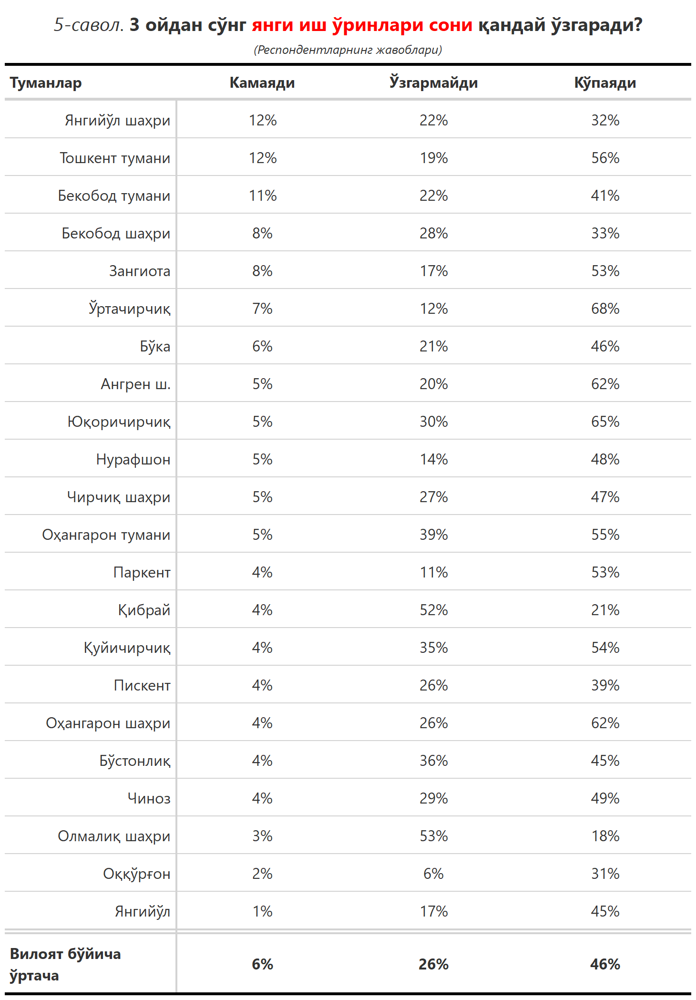 5-савол. 3 ойдан сўнг янги иш ўринлари сони қандай ўзгаради?
(Респондентларнинг жавоблари)
Туманлар Камаяди Ўзгармайди Кўпаяди
Янгийўл шаҳри 12% 22% 32%
Тошкент тумани 12% 19% 56%
Бекобод тумани 11% 22% 41%
Бекобод шаҳри 8% 28% 33%
Зангиота 8% 17% 53%
Ўртачирчиқ 7% 12% 68%
Бўка 6% 21% 46%
Ангрен ш. 5% 20% 62%
Юқоричирчиқ 5% 30% 65%
Нурафшон 5% 14% 48%
Чирчиқ шаҳри 5% 27% 47%
Оҳангарон тумани 5% 39% 55%
Паркент 4% 11% 53%
Қибрай 4% 52% 21%
Қуйичирчиқ 4% 35% 54%
Пискент 4% 26% 39%
Оҳангарон шаҳри 4% 26% 62%
Бўстонлиқ 4% 36% 45%
Чиноз 4% 29% 49%
Олмалиқ шаҳри 3% 53% 18%
Оққўрғон 2% 6% 31%
Янгийўл 1% 17% 45%
Вилоят бўйича
ўртача 6% 26% 46%